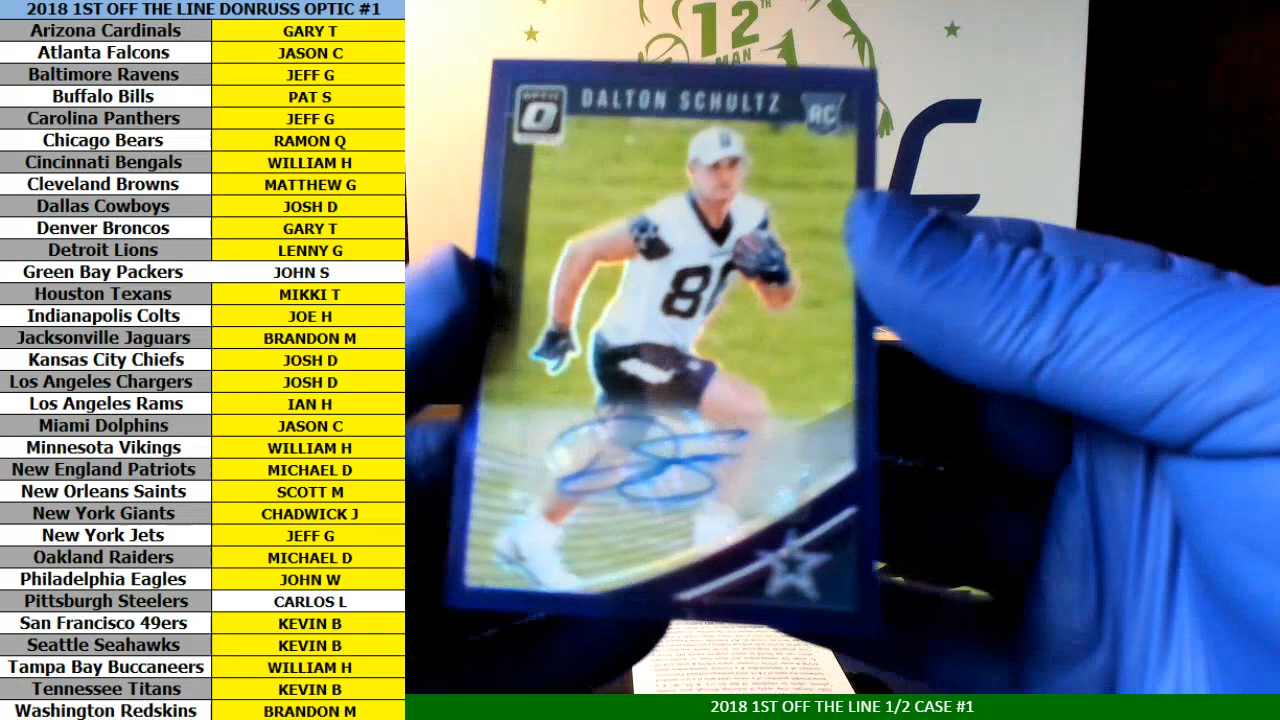 2018 1ST OFF THE LINE DONRUSS OPTIC #1
Arizona Cardinals GARY T
Atlanta Falcons JASON C
Baltimore Ravens JEFF G
Buffalo Bills PAT S
Carolina Panthers JEFF G
Chicago Bears RAMON Q
Cincinnati Bengals WILLIAM H
Cleveland Browns MATTHEW G
Dallas Cowboys JOSH D
Denver Broncos GARY T
Detroit Lions LENNY G
Green Bay Packers JOHN S
Houston Texans MIKKI T
Indianapolis Colts JOE H
Jacksonville Jaguars BRANDON M
Kansas City Chiefs JOSH D
Los Angeles Chargers JOSH D
Los Angeles Rams IAN H
Miami Dolphins JASON C
Minnesota Vikings WILLIAM H
New England Patriots MICHAEL D
New Orleans Saints SCOTT M
New York Giants CHADWICK J
New York Jets JEFF G
Oakland Raiders MICHAEL D
Philadelphia Eagles JOHN W
Pittsburgh Steelers CARLOS L
San Francisco 49ers KEVIN B
Seattle Seahawks KEVIN B
Tampa Bay Buccaneers WILLIAM H
Tennessee Titans KEVIN B
Washington Redskins BRANDON M
12TH
MAN
C
O
DALTON SCHULTZ
RC
2018 1ST OFF THE LINE 1/2 CASE #1